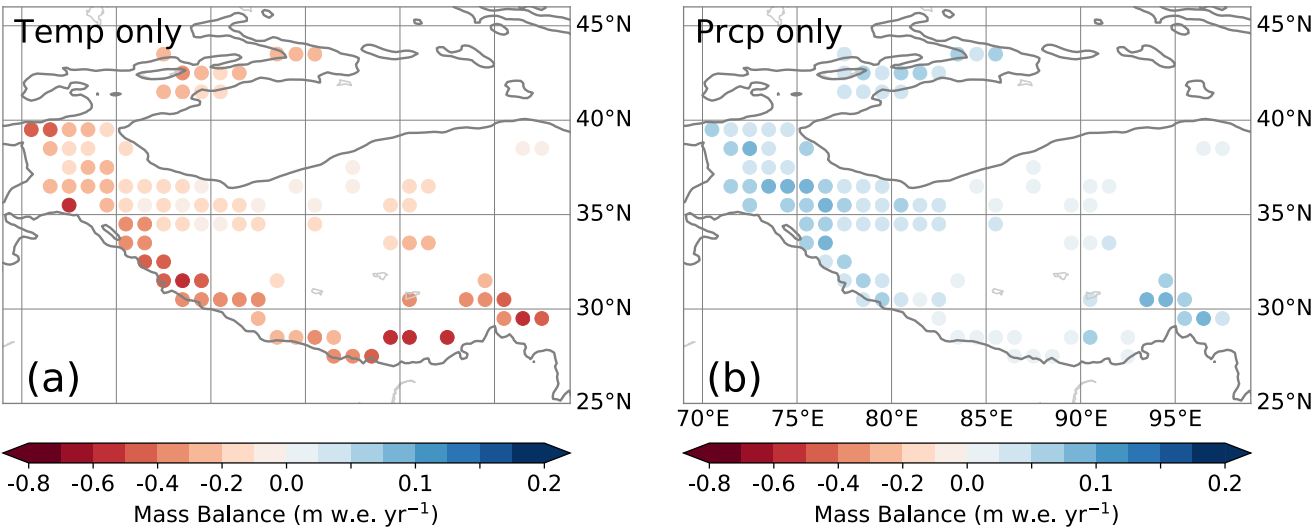 Temp only
Prcp only
45°N
45°N
40°N
40°N
35°N
35°N
30°N
30°N
(a)
(b)
25°N
25°N
70°E 75°E 80°E 85°E 90°E 95°E
-0.8 -0.6 -0.4 -0.2 0.0 0.1 0.2
-0.8 -0.6 -0.4 -0.2 0.0 0.1 0.2
Mass Balance (m w.e. yr⁻¹)
Mass Balance (m w.e. yr⁻¹)